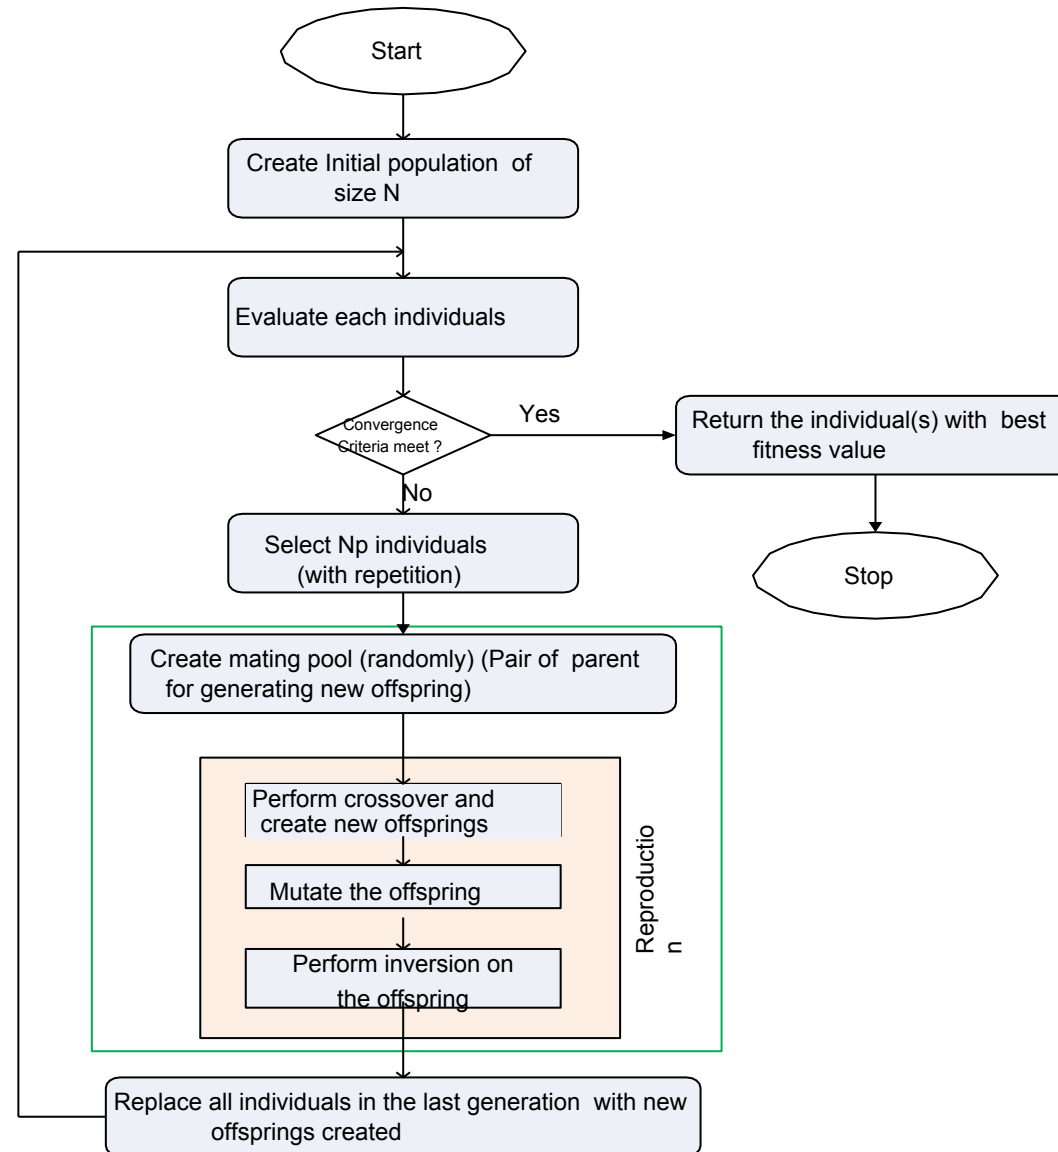 Start
Create Initial population of
size N
Evaluate each individuals
Convergence
Criteria meet ?
Yes
Return the individual(s) with best
fitness value
No
Select Np individuals
(with repetition)
Stop
Create mating pool (randomly) (Pair of parent
for generating new offspring)
Perform crossover and
create new offsprings
Mutate the offspring
Perform inversion on
the offspring
Reproductio
n
Replace all individuals in the last generation with new
offsprings created